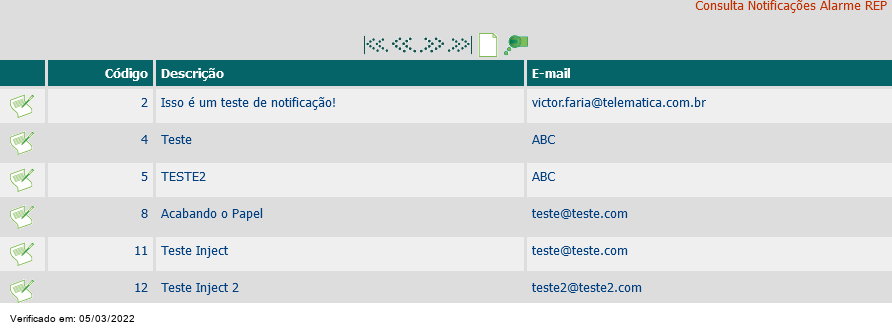 Consulta Notificações Alarme REP
Código Descrição E-mail
2 Isso é um teste de notificação! victor.faria@telematica.com.br
4 Teste ABC
5 TESTE2 ABC
8 Acabando o Papel teste@teste.com
11 Teste Inject teste@teste.com
12 Teste Inject 2 teste2@teste2.com
Verificado em: 05/03/2022